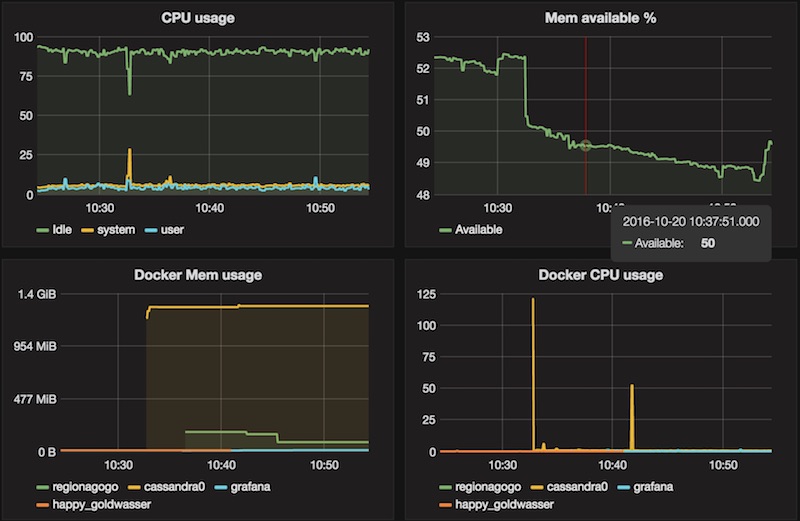 CPU usage
100
75
50
25
0
10:30 10:40 10:50
Idle system user
Mem available %
53
52
51
50
49
48
10:30
Available
2016-10-20 10:37:51.000
Available: 50
Docker Mem usage
1.4 GiB
954 MiB
477 MiB
0 B
10:30 10:40 10:50
regionagogo cassandra0 grafana
happy_goldwasser
Docker CPU usage
125
100
75
50
25
0
10:30 10:40 10:50
regionagogo cassandra0 grafana
happy_goldwasser